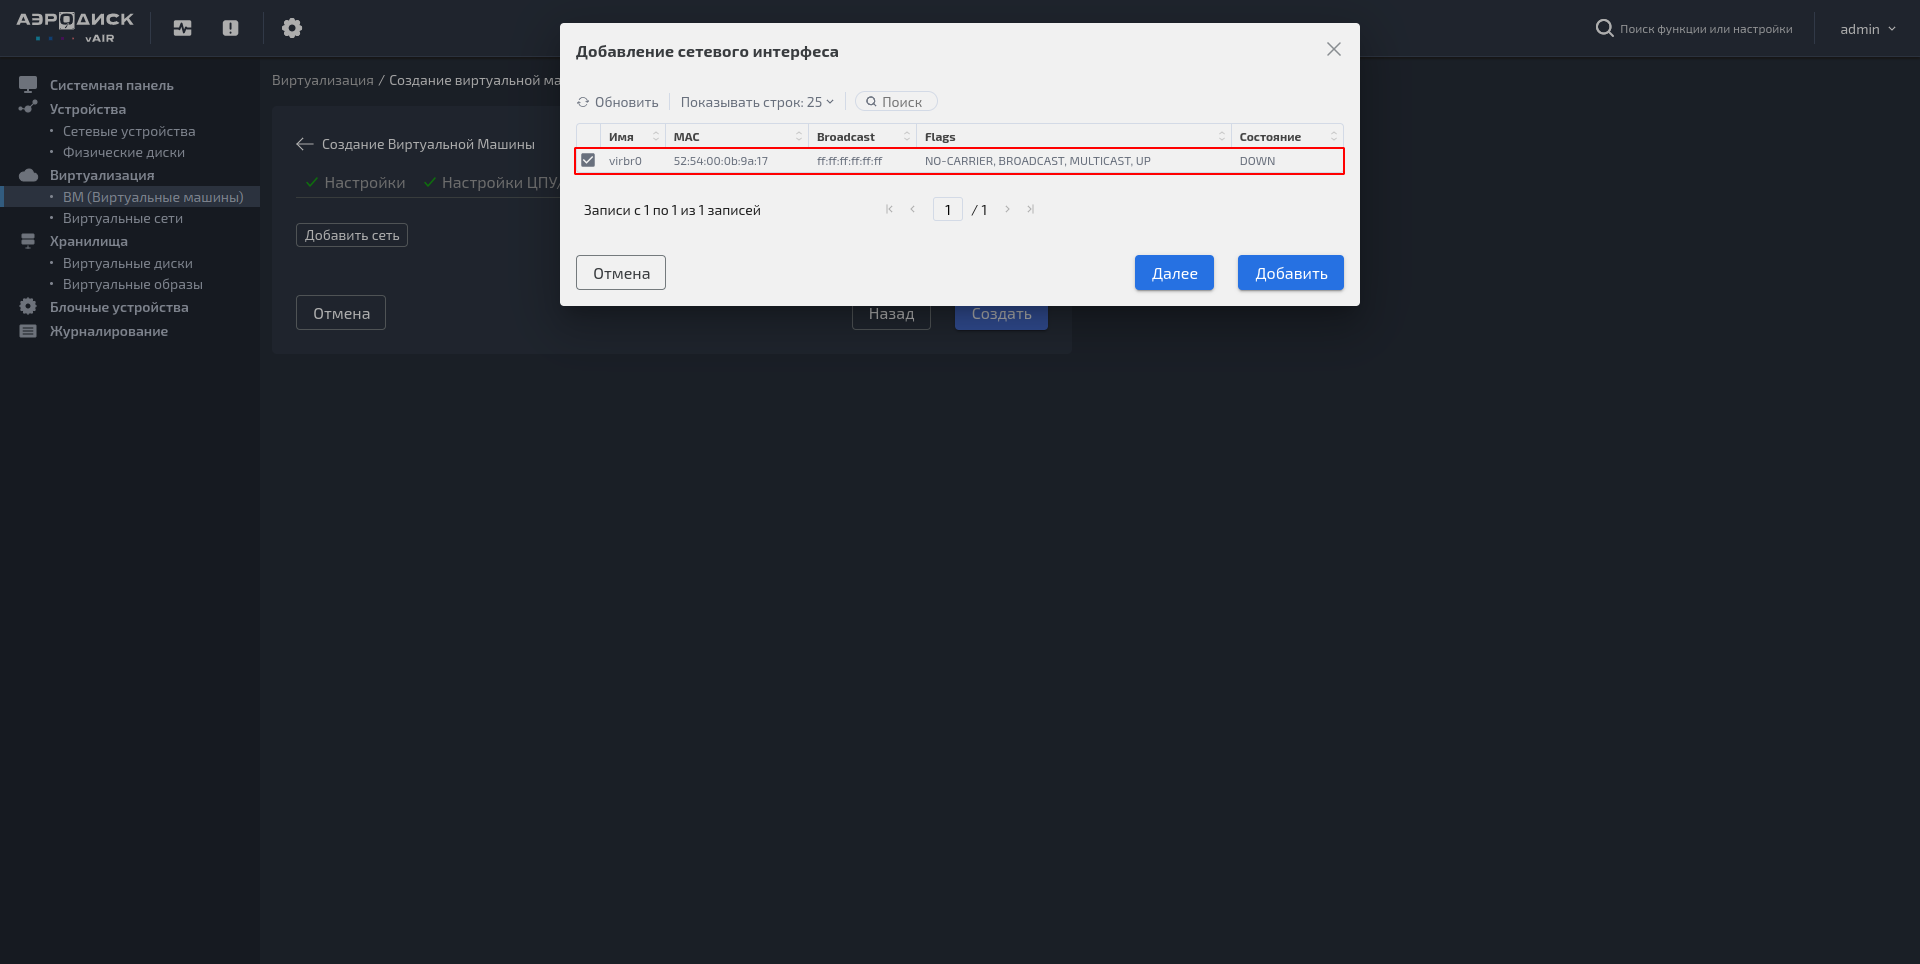 АЭРОДИСК
vAIR
Поиск функции или настройки
admin
Системная панель
Устройства
Сетевые устройства
Физические диски
Виртуализация
ВМ (Виртуальные машины)
Виртуальные сети
Хранилища
Виртуальные диски
Виртуальные образы
Блочные устройства
Журналирование
Виртуализация / Создание виртуальной ма
Создание Виртуальной Машины
Настройки
Настройки ЦПУ/
Добавить сеть
Отмена
Назад
Создать
Добавление сетевого интерфеса
Обновить
Показывать строк: 25
Поиск
Имя MAC Broadcast Flags Состояние
virbr0 52:54:00:0b:9a:17 ff:ff:ff:ff:ff:ff NO-CARRIER, BROADCAST, MULTICAST, UP DOWN
Записи с 1 по 1 из 1 записей
1 / 1
Отмена
Далее
Добавить